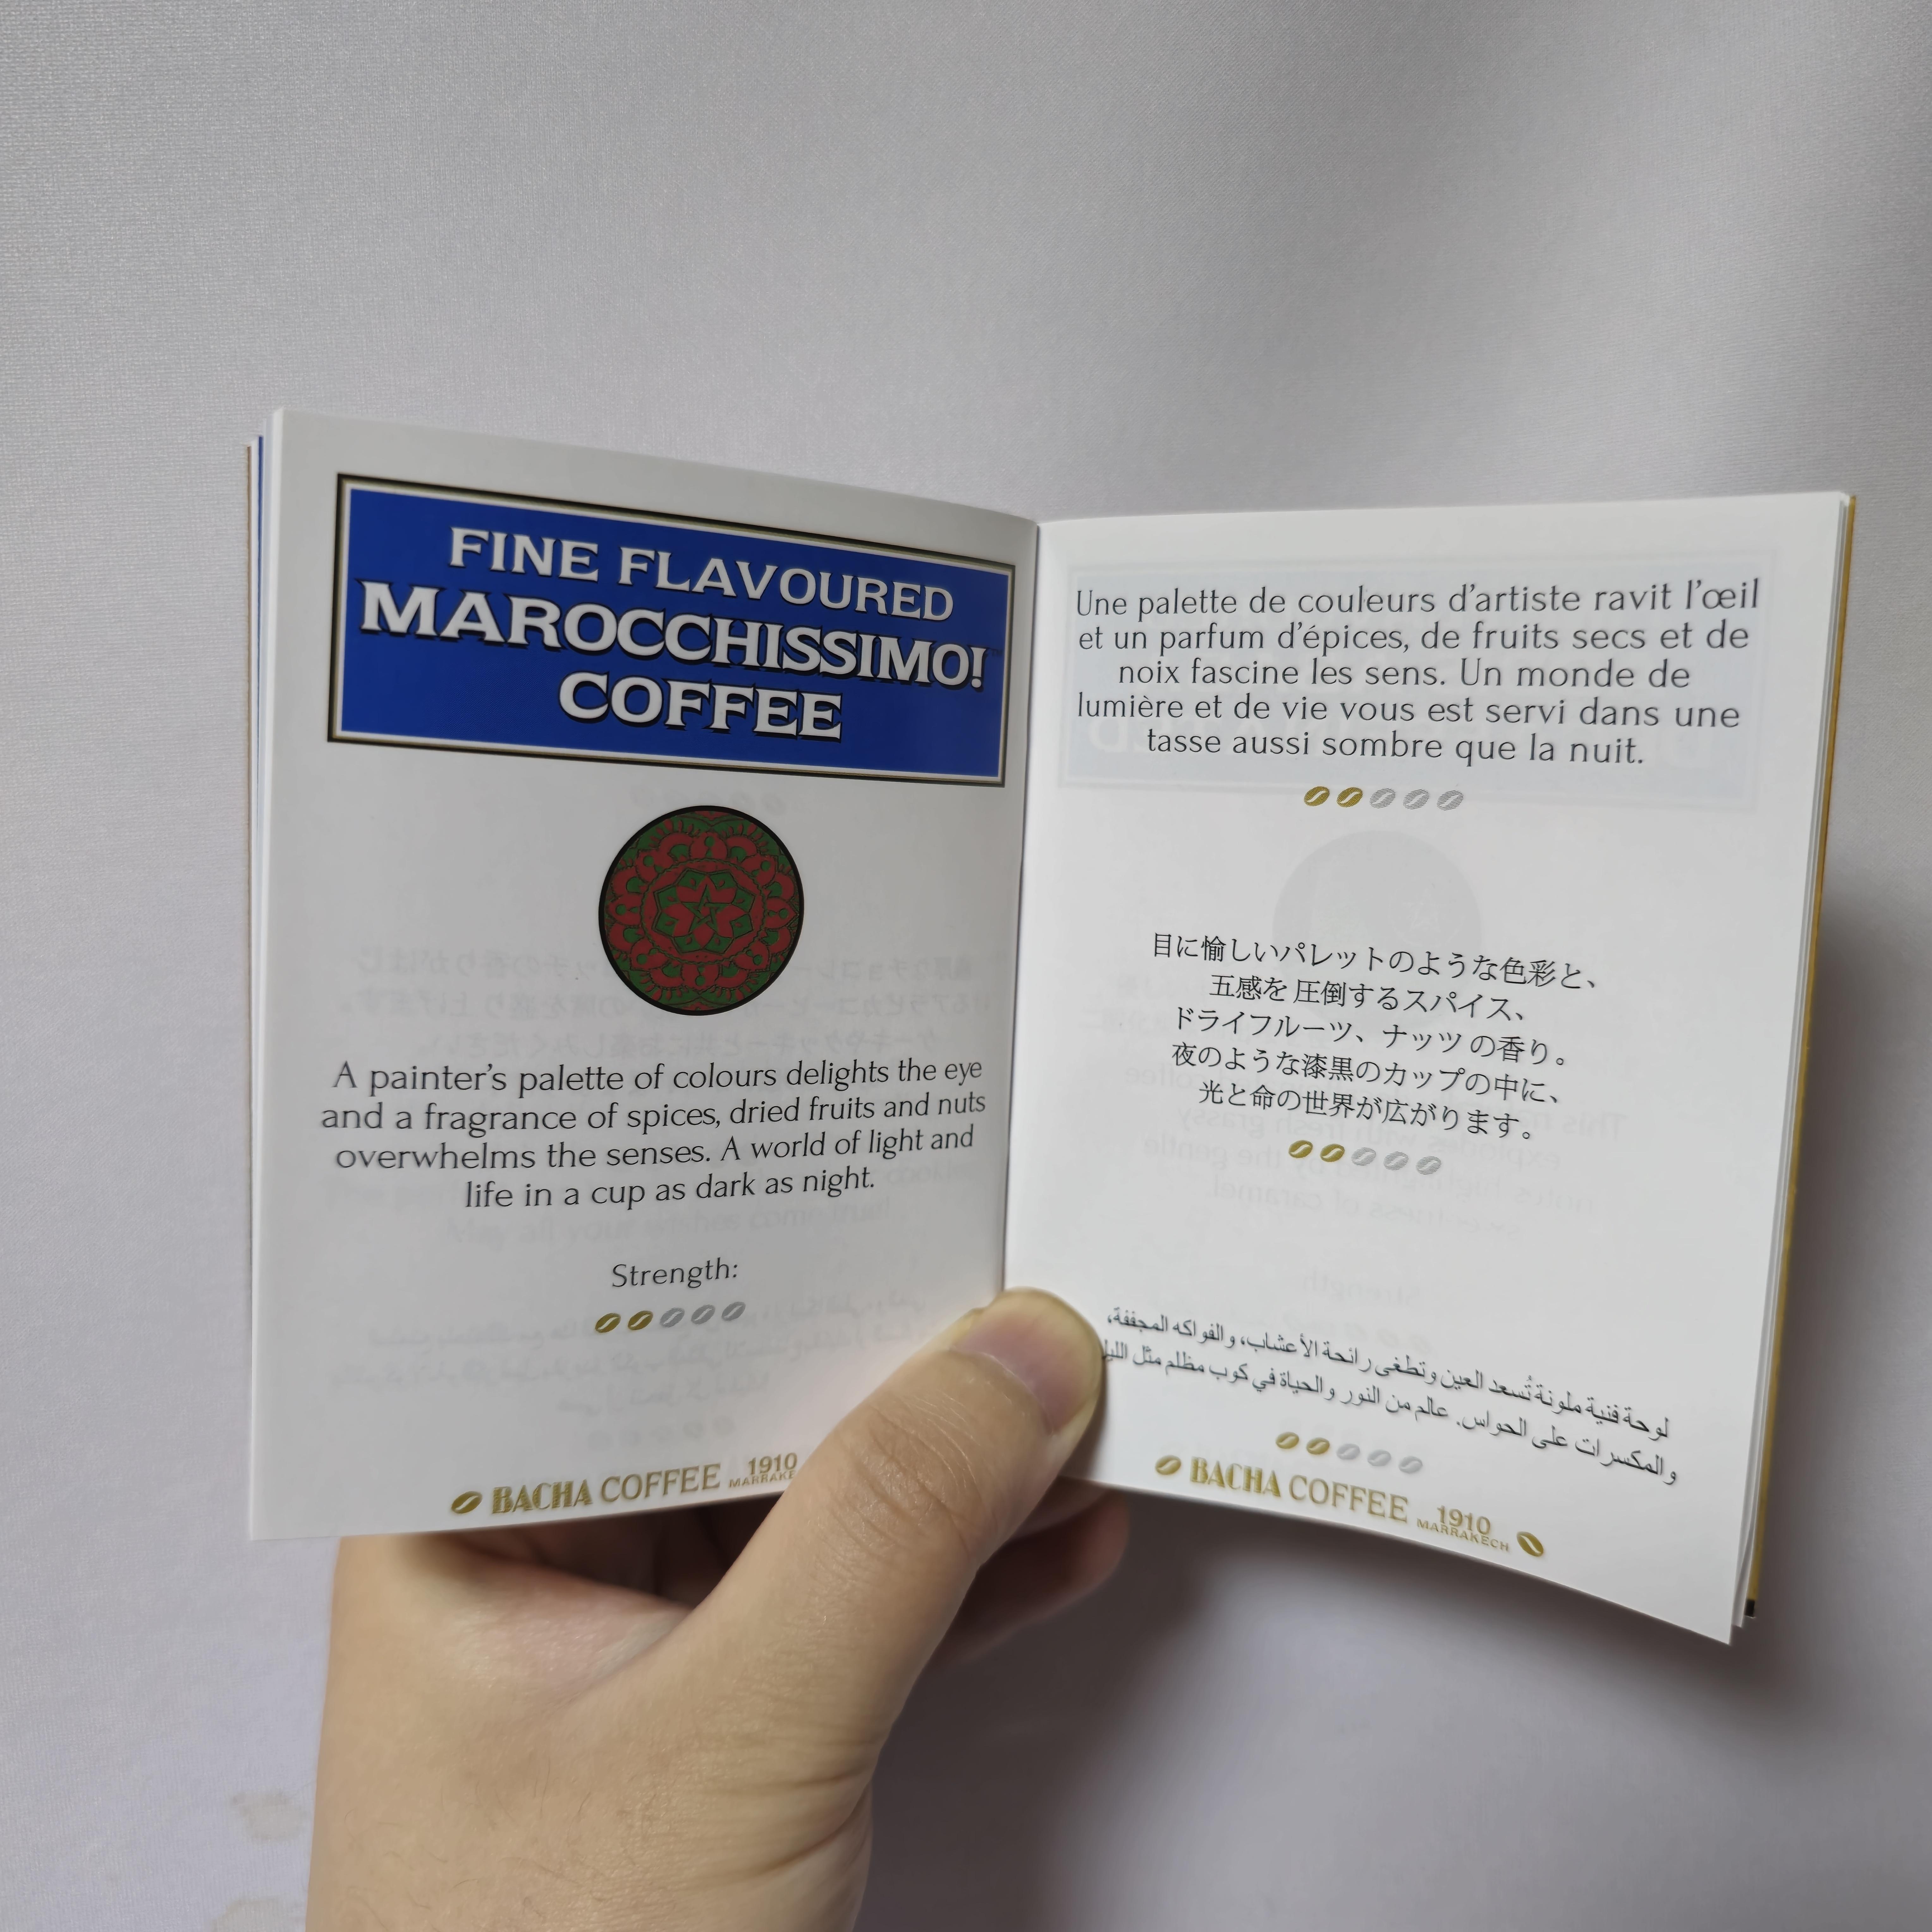 FINE FLAVOURED
MAROCCHISSIMO!
COFFEE
A painter's palette of colours delights the eye
and a fragrance of spices, dried fruits and nuts
overwhelms the senses. A world of light and
life in a cup as dark as night.
Strength:
BACHA COFFEE 1910
Une palette de couleurs d'artiste ravit l'œil
et un parfum d'épices, de fruits secs et de
noix fascine les sens. Un monde de
lumière et de vie vous est servi dans une
tasse aussi sombre que la nuit.
目に愉しいパレットのような色彩と、
五感を圧倒するスパイス、
ドライフルーツ、ナッツの香り。
夜のような漆黒のカップの中に、
光と命の世界が広がります。
لوحة فنية ملونة تُسعد العين وتطغى رائحة الأعشاب، والفواكه المجففة،
والمكسرات على الحواس. عالم من النور والحياة في كوب مظلم مثل الليل
BACHA COFFEE 1910
MARRAKECH